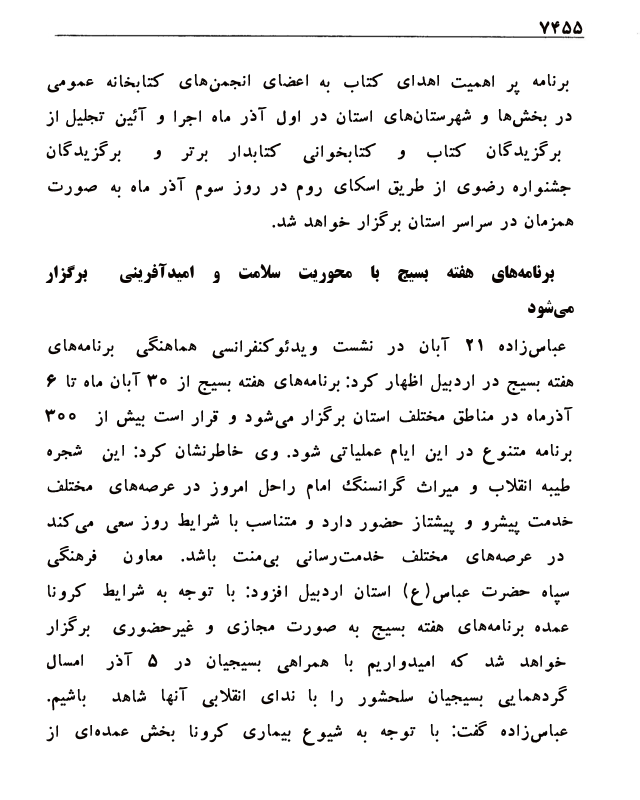 ۷۴۵۵
برنامه پر اهمیت اهدای کتاب به اعضای انجمن‌های کتابخانه عمومی
در بخش‌ها و شهرستان‌های استان در اول آذر ماه اجرا و آئین تجلیل از
برگزیدگان کتاب و کتابخوانی کتابدار برتر و برگزیدگان
جشنواره رضوی از طریق اسکای روم در روز سوم آذر ماه به صورت
همزمان در سراسر استان برگزار خواهد شد.
برنامه‌های هفته بسیج با محوریت سلامت و امیدآفرینی برگزار
می‌شود
عباس‌زاده ۲۱ آبان در نشست ویدئوکنفرانسی هماهنگی برنامه‌های
هفته بسیج در اردبیل اظهار کرد: برنامه‌های هفته بسیج از ۳۰ آبان ماه تا ۶
آذرماه در مناطق مختلف استان برگزار می‌شود و قرار است بیش از ۳۰۰
برنامه متنوع در این ایام عملیاتی شود. وی خاطرنشان کرد: این شجره
طیبه انقلاب و میراث گرانسنگ امام راحل امروز در عرصه‌های مختلف
خدمت پیشرو و پیشتاز حضور دارد و متناسب با شرایط روز سعی می‌کند
در عرصه‌های مختلف خدمت‌رسانی بی‌منت باشد. معاون فرهنگی
سپاه حضرت عباس(ع) استان اردبیل افزود: با توجه به شرایط کرونا
عمده برنامه‌های هفته بسیج به صورت مجازی و غیرحضوری برگزار
خواهد شد که امیدواریم با همراهی بسیجیان در ۵ آذر امسال
گردهمایی بسیجیان سلحشور را با ندای انقلابی آنها شاهد باشیم.
عباس‌زاده گفت: با توجه به شیوع بیماری کرونا بخش عمده‌ای از